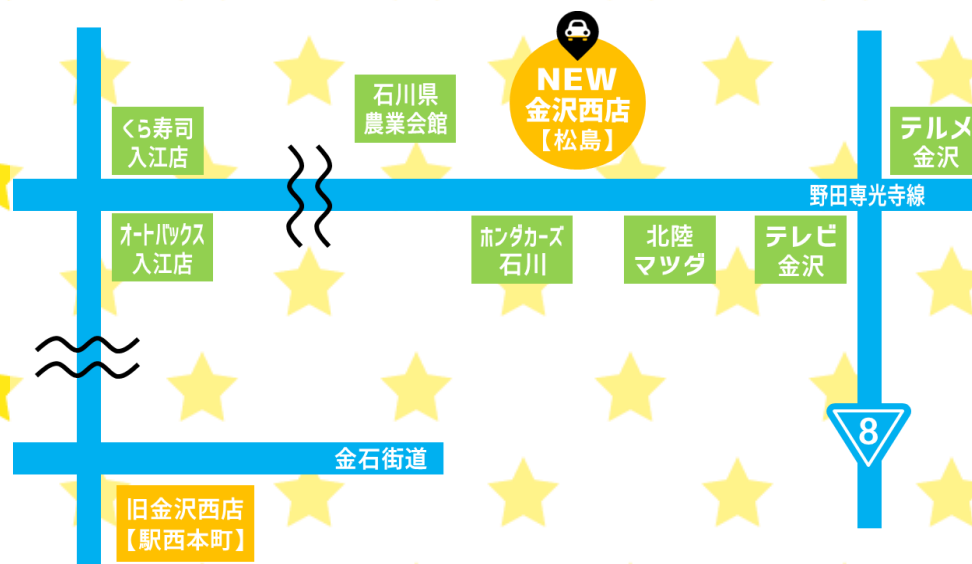 NEW
金沢西店
【松島】
石川県
農業会館
くら寿司
入江店
テルメ
金沢
野田専光寺線
オートバックス
入江店
ホンダカーズ
石川
北陸
マツダ
テレビ
金沢
8
金石街道
旧金沢西店
【駅西本町】